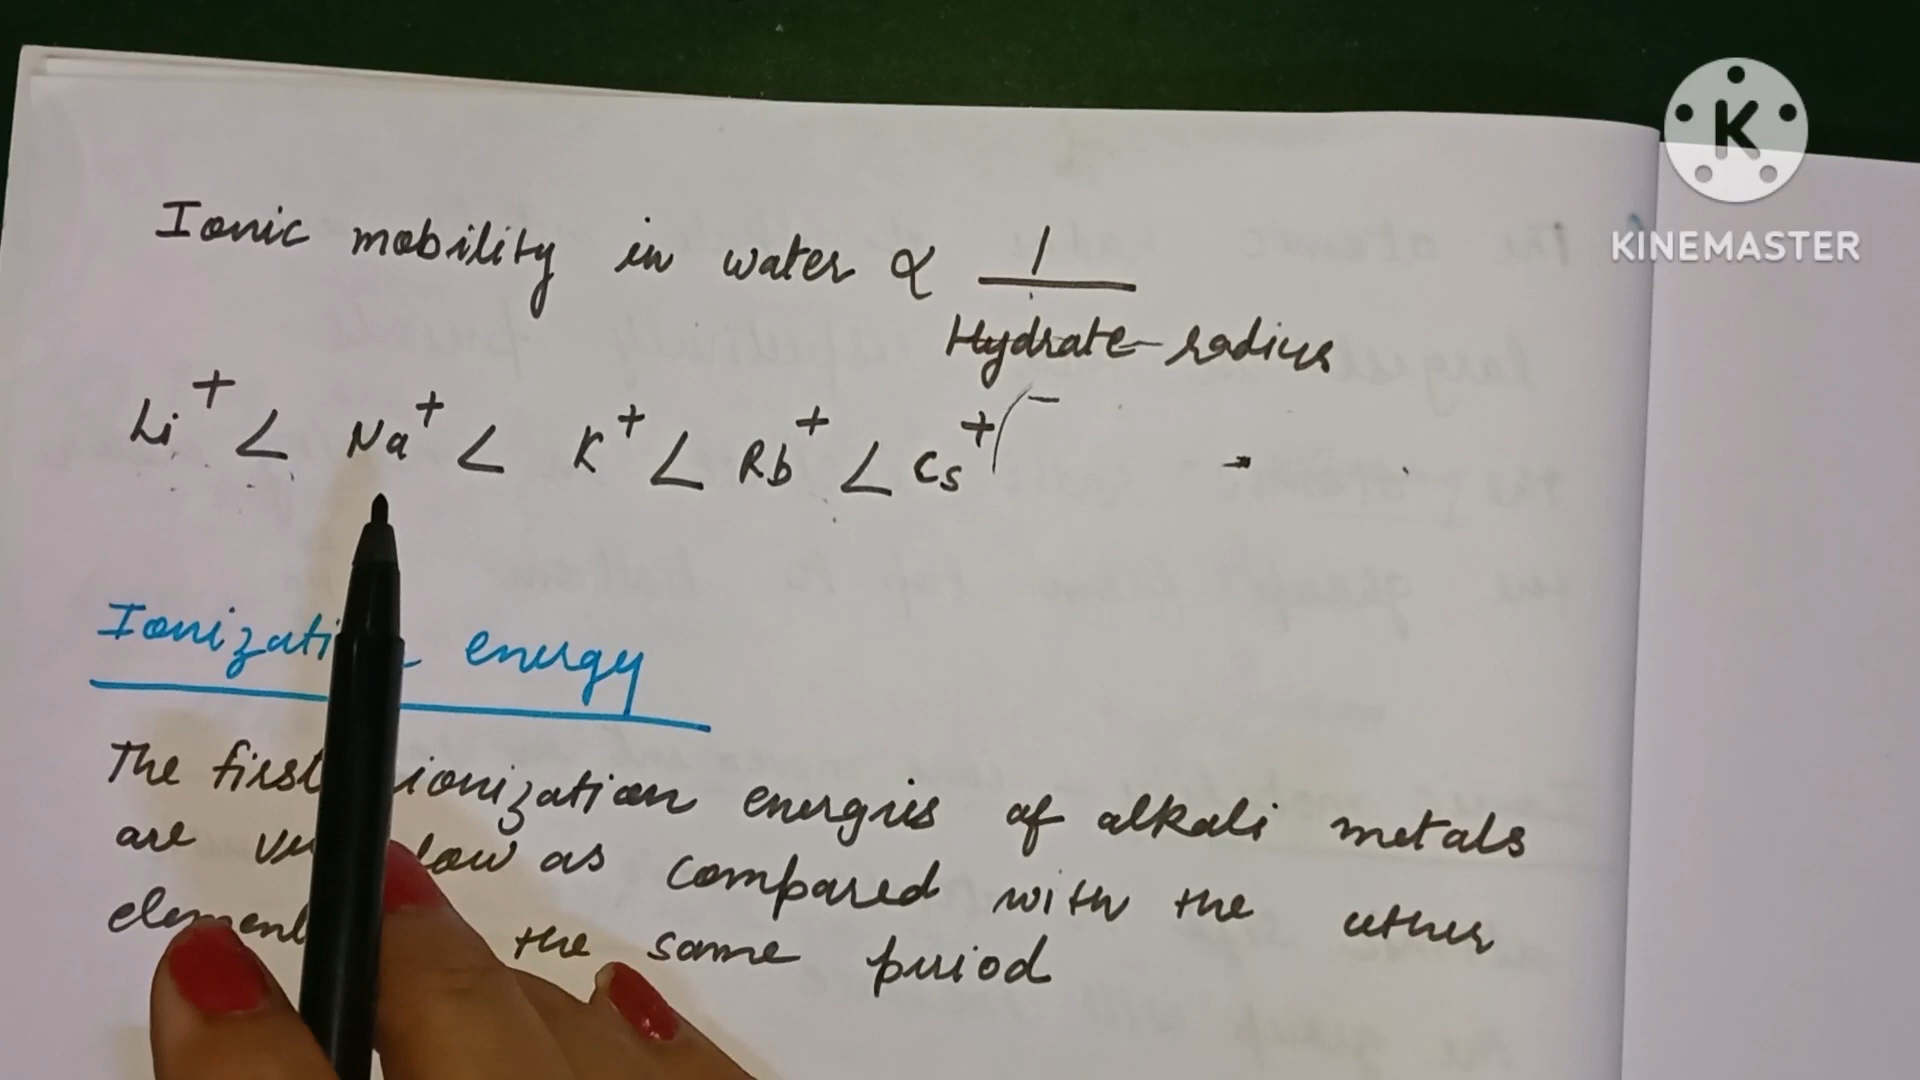 Ionic mobility in water ∝ 1
Hydrate radius
Li+ < Na+ < K+ < Rb+ < Cs+
energy
The first ionization energies of alkali metals
are low as compared with the other
the same period
K
KINEMASTER